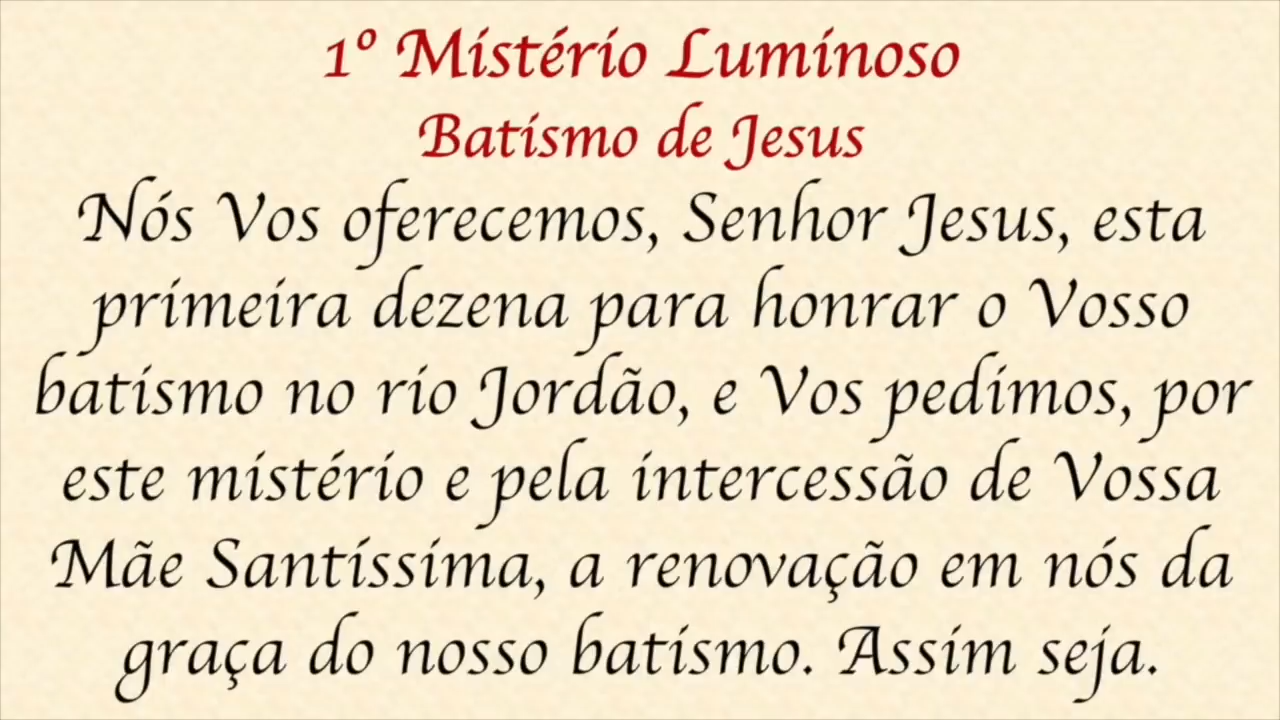 1º Mistério Luminoso
Batismo de Jesus
Nós Vos oferecemos, Senhor Jesus, esta
primeira dezena para honrar o Vosso
batismo no rio Jordão, e Vos pedimos, por
este mistério e pela intercessão de Vossa
Mãe Santíssima, a renovação em nós da
graça do nosso batismo. Assim seja.